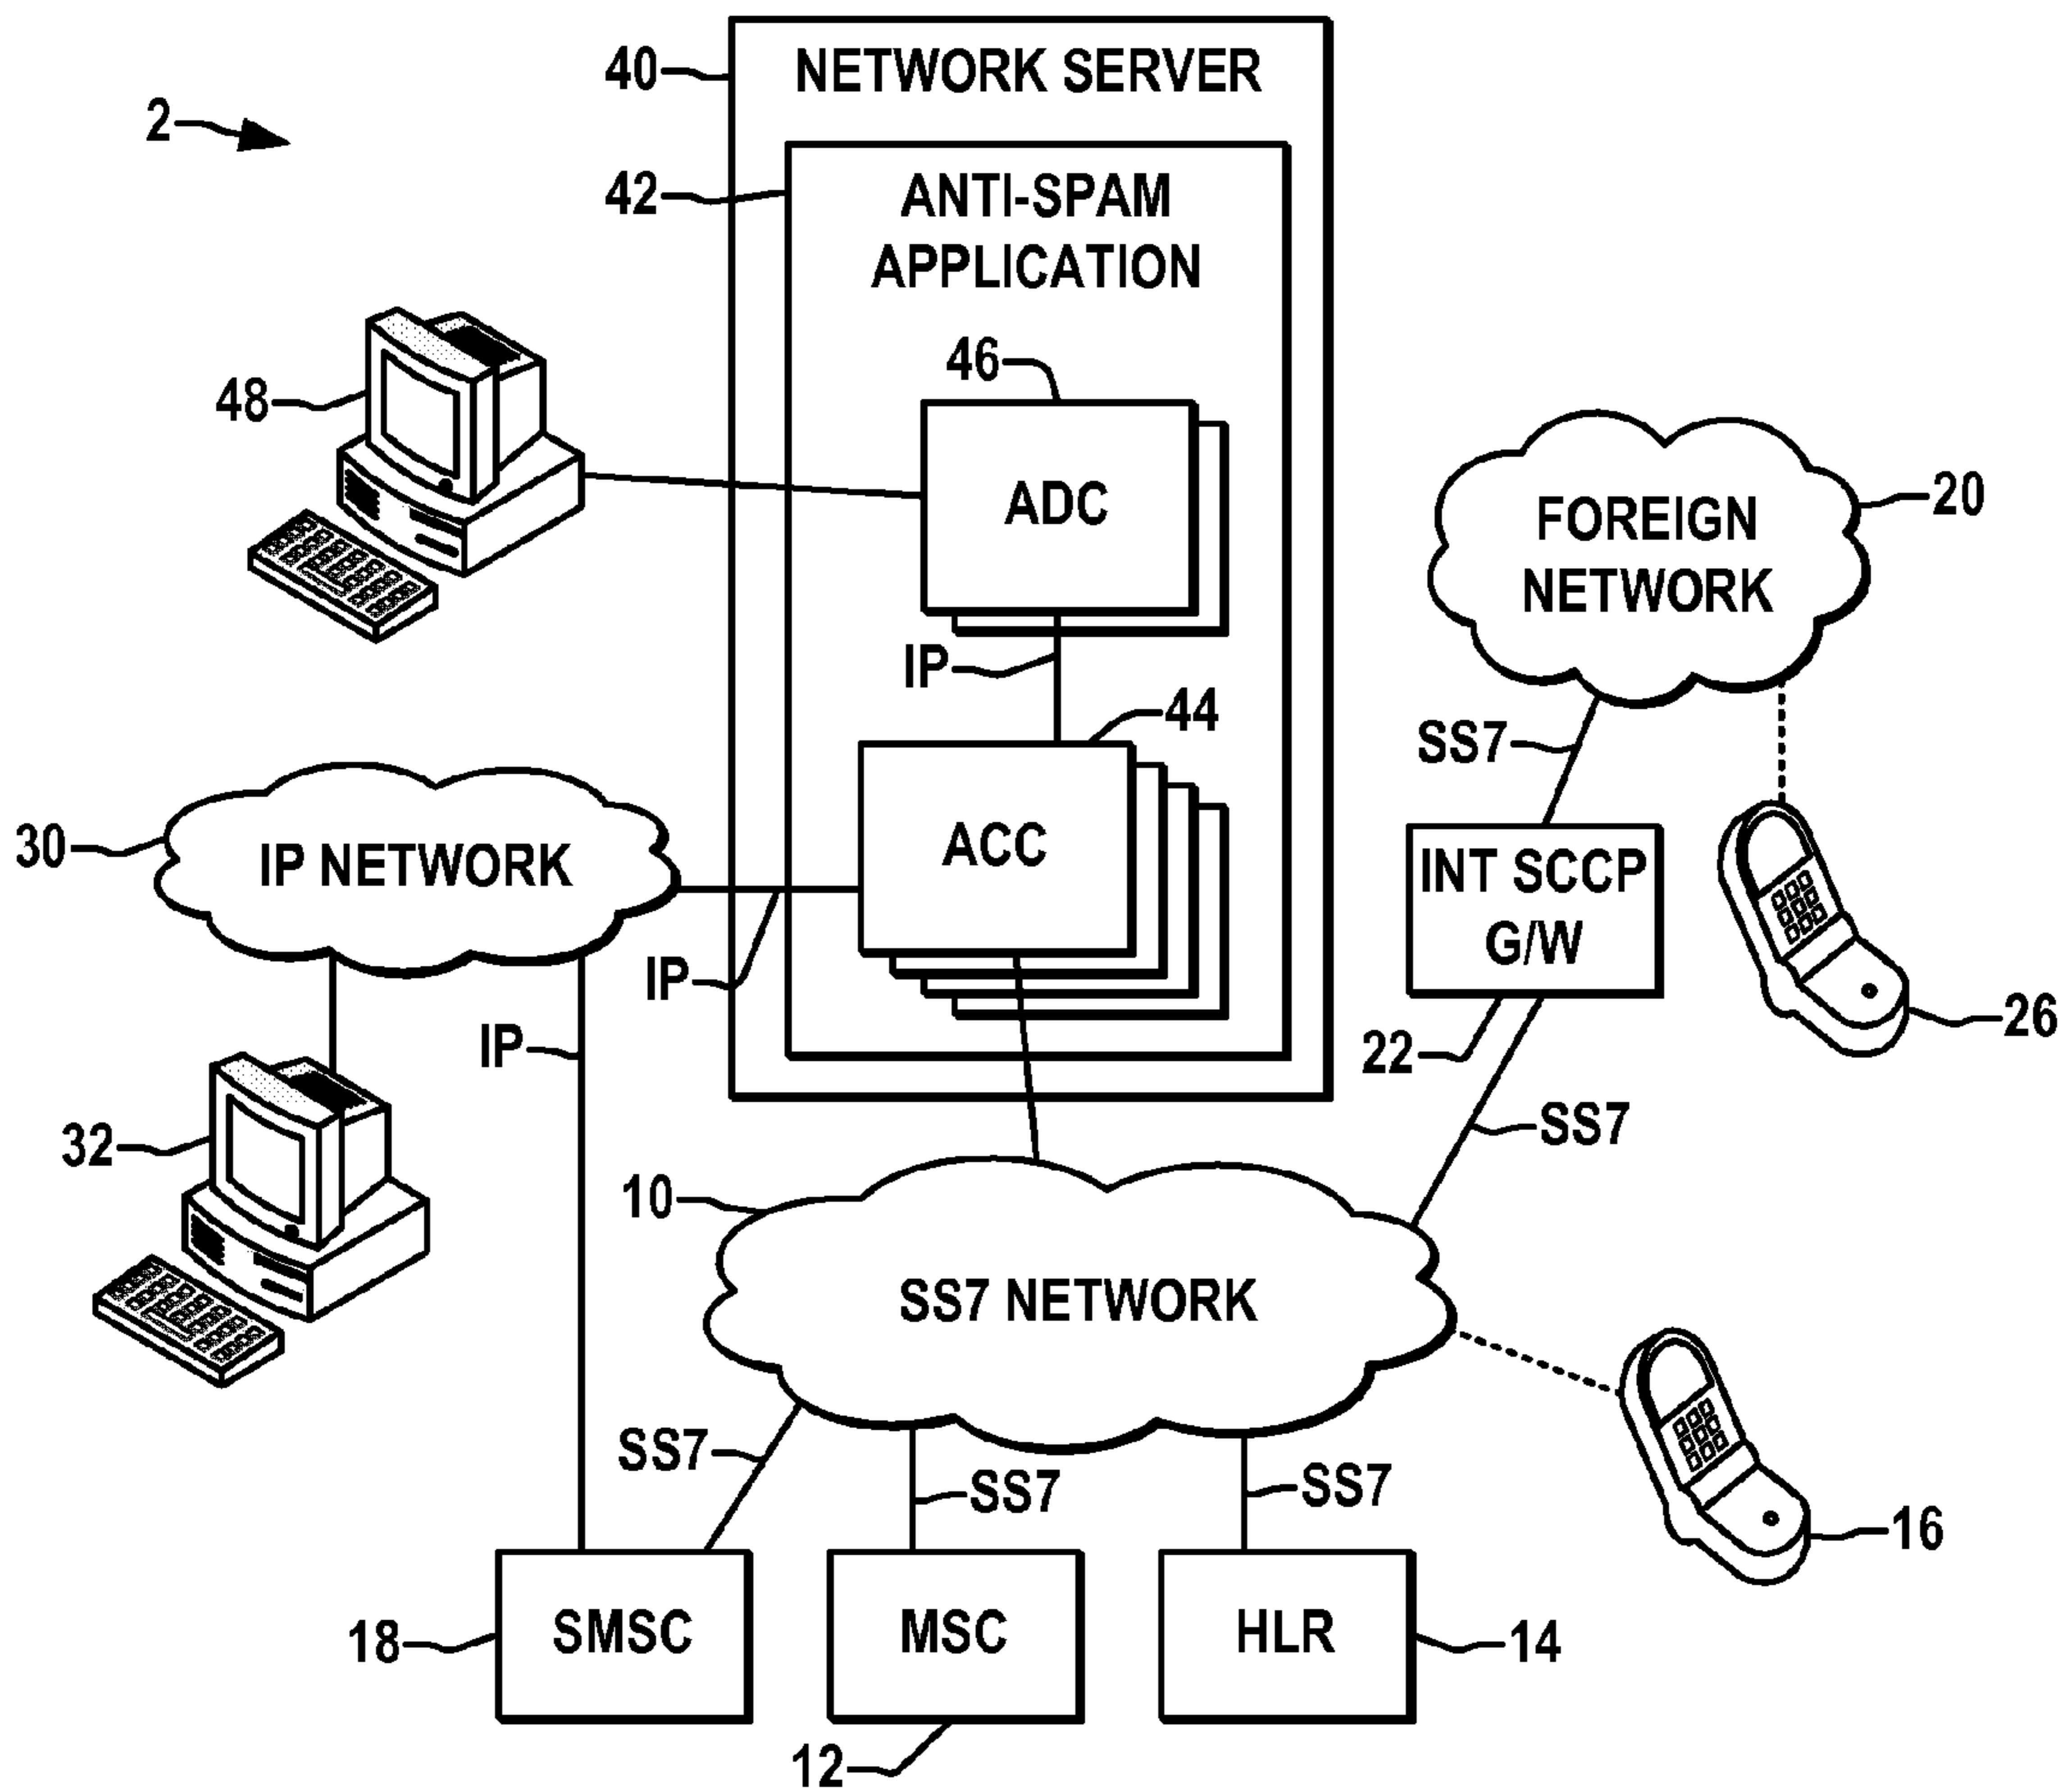 40
NETWORK SERVER
2
42
ANTI-SPAM
APPLICATION
46
48
ADC
20
FOREIGN
NETWORK
IP
44
SS7
30
IP NETWORK
ACC
INT SCCP
G/W
IP
26
IP
22
32
SS7
10
SS7 NETWORK
SS7
SS7
SS7
16
18
SMSC
MSC
HLR
14
12